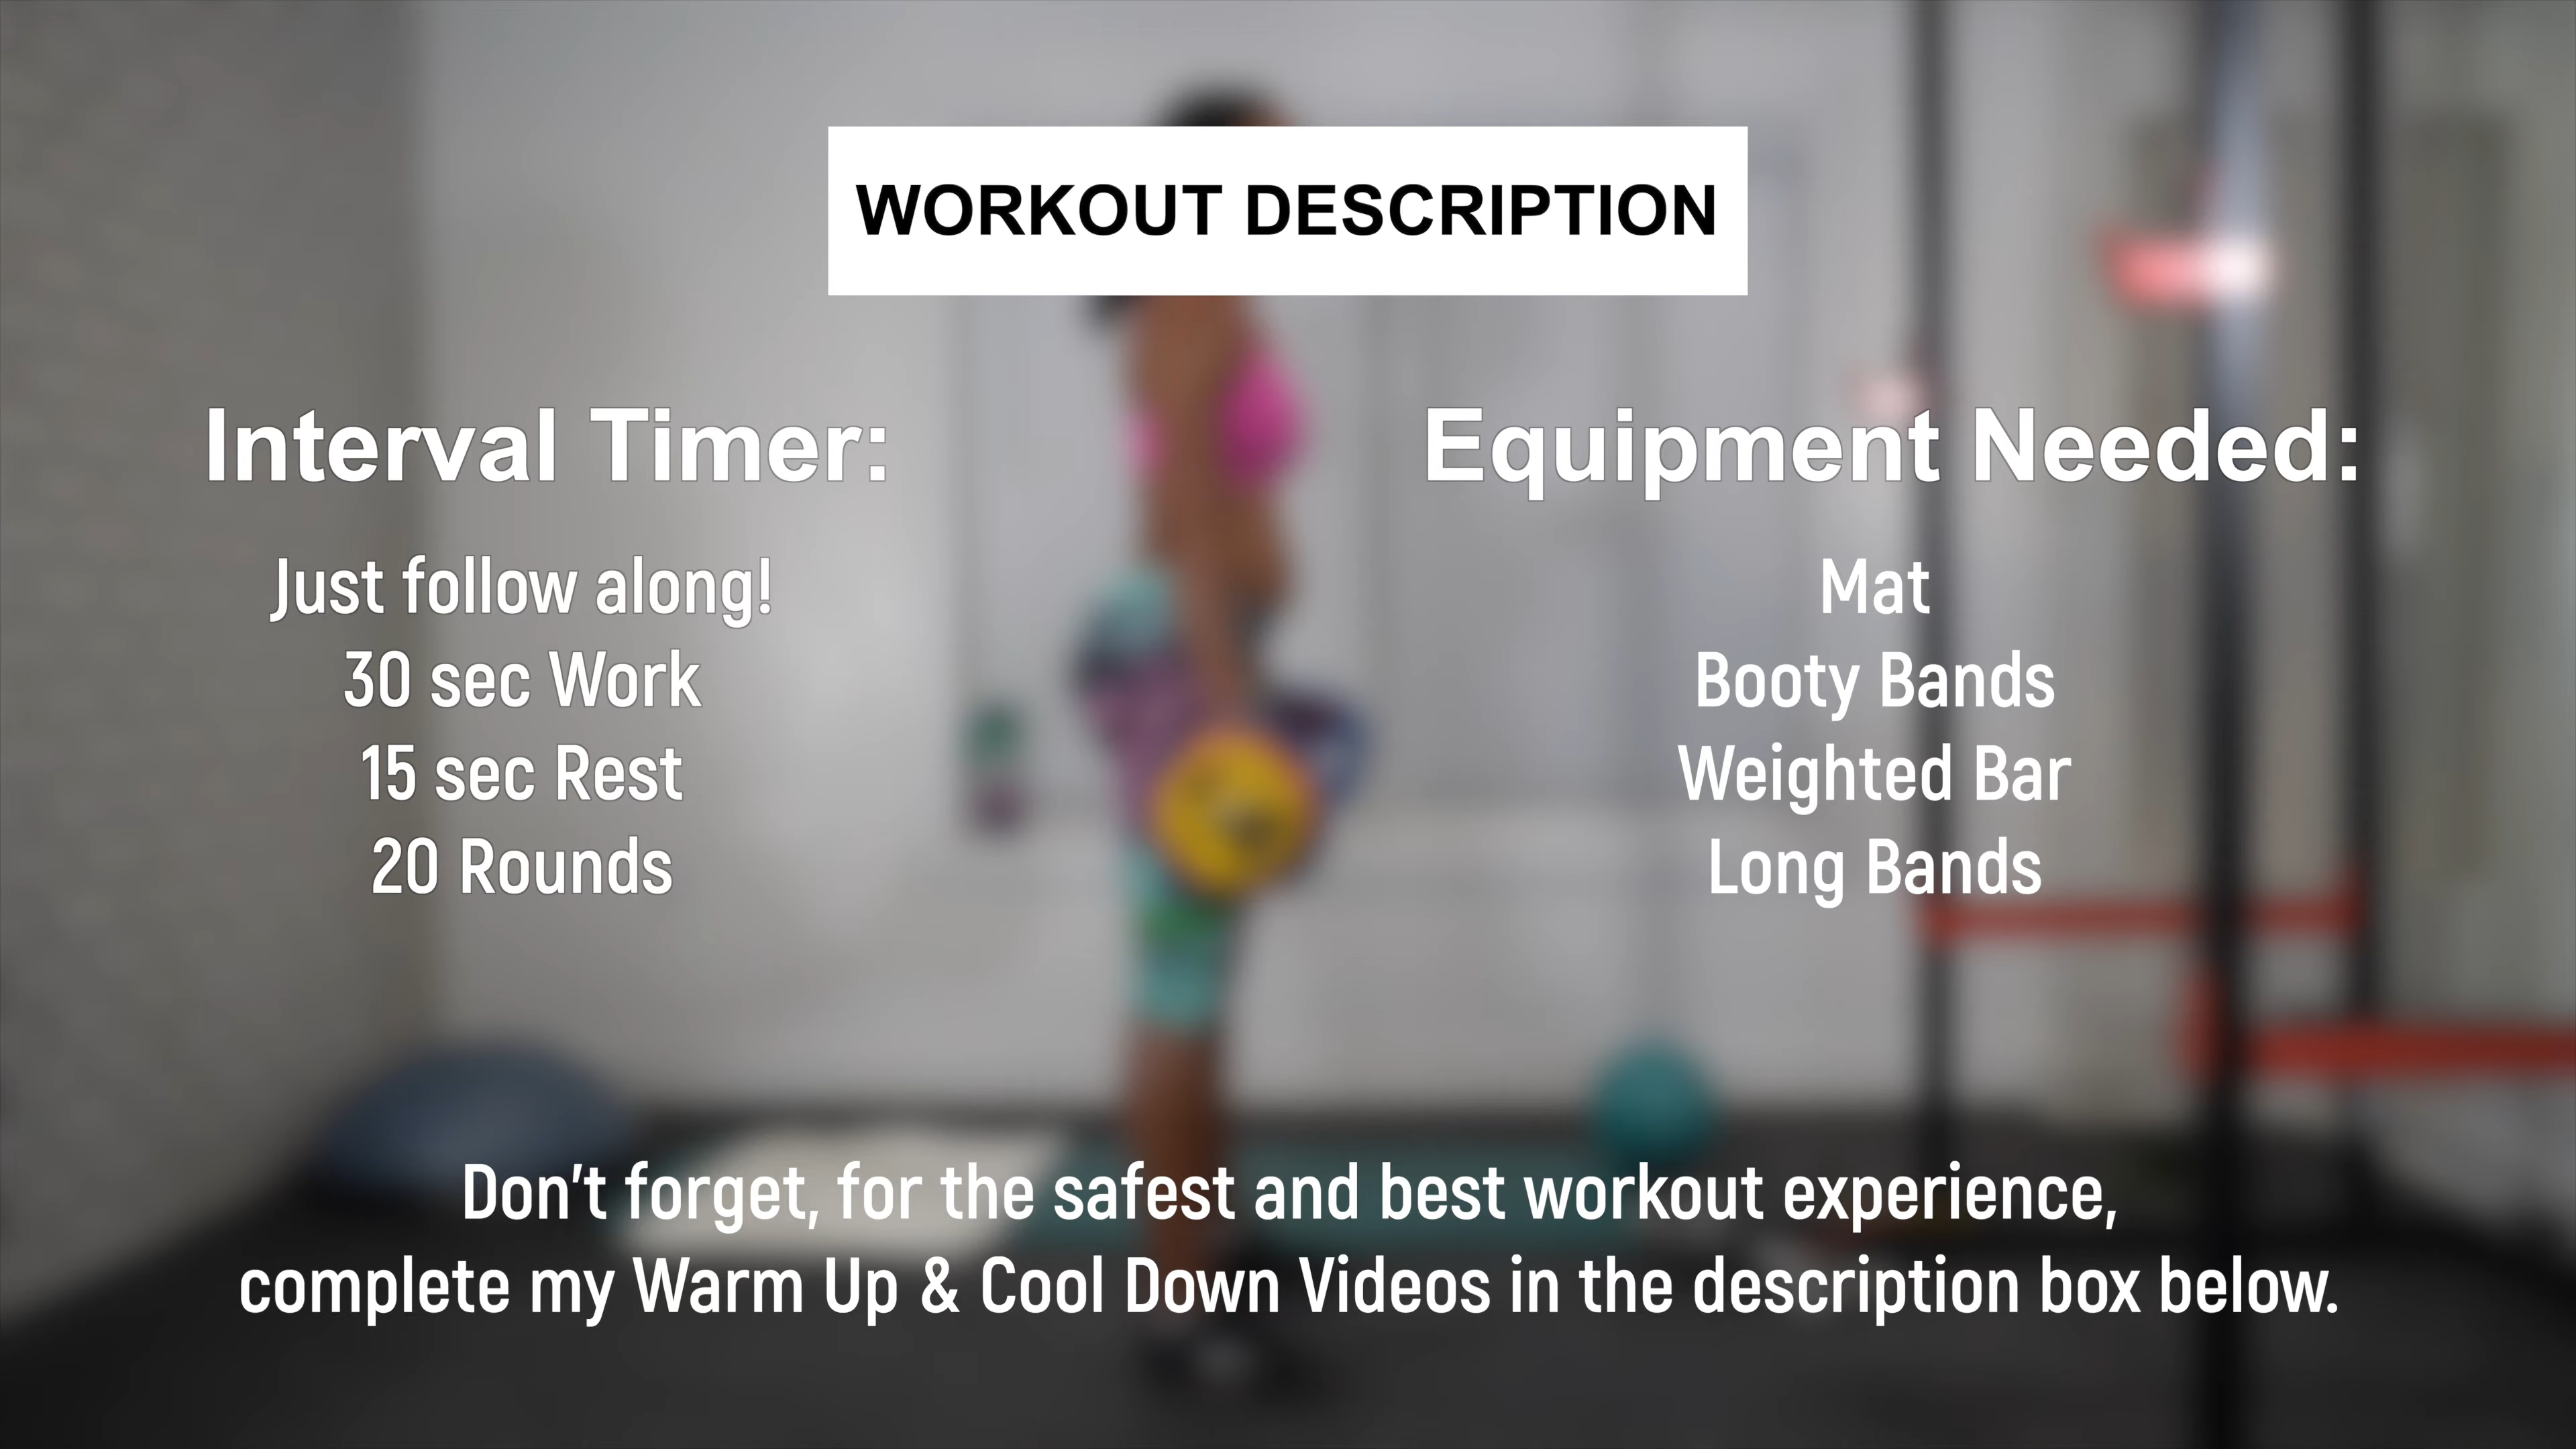 WORKOUT DESCRIPTION
Interval Timer:
Just follow along!
30 sec Work
15 sec Rest
20 Rounds
Equipment Needed:
Mat
Booty Bands
Weighted Bar
Long Bands
Don't forget, for the safest and best workout experience,
complete my Warm Up & Cool Down Videos in the description box below.